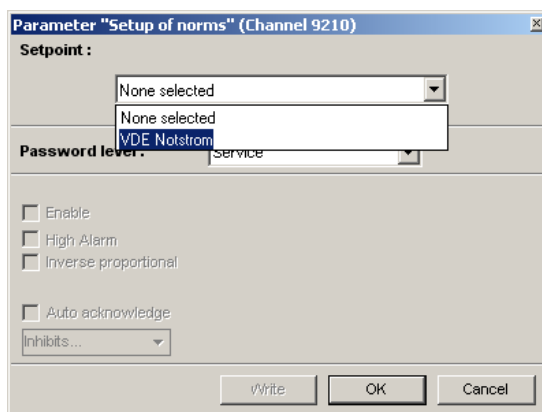 Parameter "Setup of norms" (Channel 9210)
Setpoint :
None selected
None selected
VDE Notstrom
Password level : Service
Enable
High Alarm
Inverse proportional
Auto acknowledge
Inhibits...
Write OK Cancel